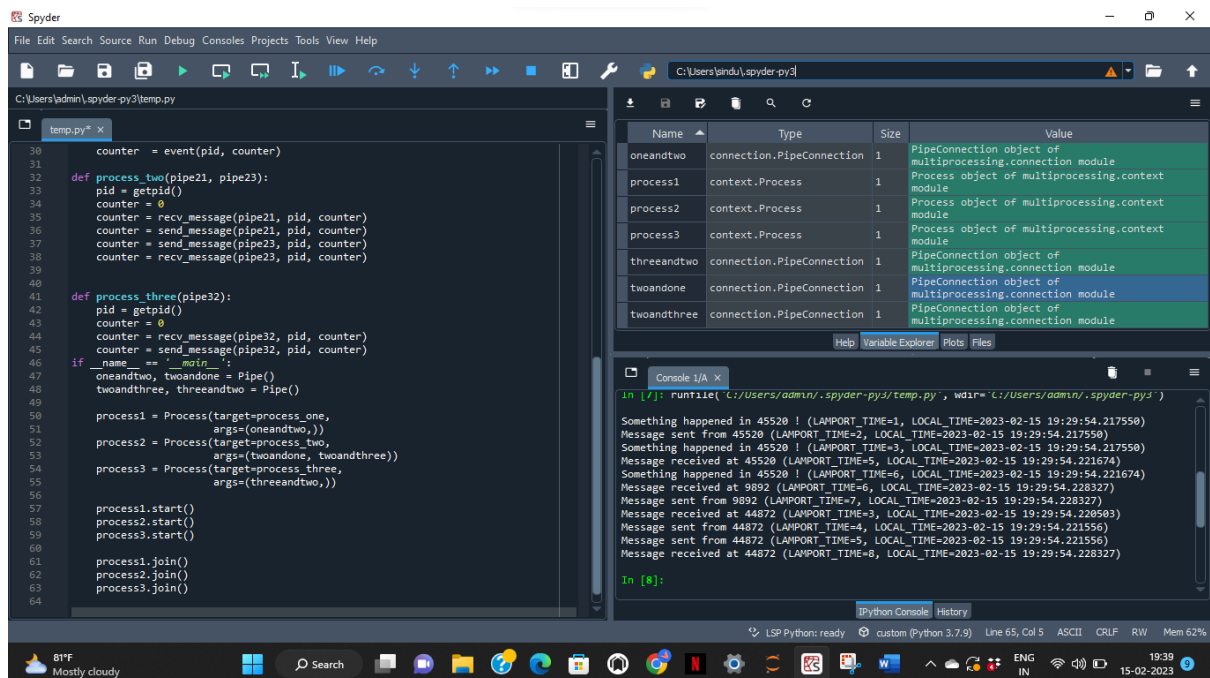 Spyder
File Edit Search Source Run Debug Consoles Projects Tools View Help
C:\Users\sindu\.spyder-py3
C:\Users\admin\.spyder-py3\temp.py
temp.py* ×
30 counter = event(pid, counter)
31
32 def process_two(pipe21, pipe23):
33 pid = getpid()
34 counter = 0
35 counter = recv_message(pipe21, pid, counter)
36 counter = send_message(pipe21, pid, counter)
37 counter = send_message(pipe23, pid, counter)
38 counter = recv_message(pipe23, pid, counter)
39
40
41 def process_three(pipe32):
42 pid = getpid()
43 counter = 0
44 counter = recv_message(pipe32, pid, counter)
45 counter = send_message(pipe32, pid, counter)
46 if __name__ == '__main__':
47 oneandtwo, twoandone = Pipe()
48 twoandthree, threeandtwo = Pipe()
49
50 process1 = Process(target=process_one,
51 args=(oneandtwo,))
52 process2 = Process(target=process_two,
53 args=(twoandone, twoandthree))
54 process3 = Process(target=process_three,
55 args=(threeandtwo,))
56
57 process1.start()
58 process2.start()
59 process3.start()
60
61 process1.join()
62 process2.join()
63 process3.join()
64
Name Type Size Value
oneandtwo connection.PipeConnection 1 PipeConnection object of
multiprocessing.connection module
process1 context.Process 1 Process object of multiprocessing.context
module
process2 context.Process 1 Process object of multiprocessing.context
module
process3 context.Process 1 Process object of multiprocessing.context
module
threeandtwo connection.PipeConnection 1 PipeConnection object of
multiprocessing.connection module
twoandone connection.PipeConnection 1 PipeConnection object of
multiprocessing.connection module
twoandthree connection.PipeConnection 1 PipeConnection object of
multiprocessing.connection module
Help Variable Explorer Plots Files
Console 1/A ×
In [7]: runfile('C:/Users/admin/.spyder-py3/temp.py', wdir='C:/Users/admin/.spyder-py3')
Something happened in 45520 ! (LAMPORT_TIME=1, LOCAL_TIME=2023-02-15 19:29:54.217550)
Message sent from 45520 (LAMPORT_TIME=2, LOCAL_TIME=2023-02-15 19:29:54.217550)
Something happened in 45520 ! (LAMPORT_TIME=3, LOCAL_TIME=2023-02-15 19:29:54.217550)
Message received at 45520 (LAMPORT_TIME=5, LOCAL_TIME=2023-02-15 19:29:54.221674)
Something happened in 45520 ! (LAMPORT_TIME=6, LOCAL_TIME=2023-02-15 19:29:54.221674)
Message received at 9892 (LAMPORT_TIME=6, LOCAL_TIME=2023-02-15 19:29:54.228327)
Message sent from 9892 (LAMPORT_TIME=7, LOCAL_TIME=2023-02-15 19:29:54.228327)
Message received at 44872 (LAMPORT_TIME=3, LOCAL_TIME=2023-02-15 19:29:54.220503)
Message sent from 44872 (LAMPORT_TIME=4, LOCAL_TIME=2023-02-15 19:29:54.221556)
Message sent from 44872 (LAMPORT_TIME=5, LOCAL_TIME=2023-02-15 19:29:54.221556)
Message received at 44872 (LAMPORT_TIME=8, LOCAL_TIME=2023-02-15 19:29:54.228327)
In [8]:
IPython Console History
LSP Python: ready custom (Python 3.7.9) Line 65, Col 5 ASCII CRLF RW Mem 62%
81°F
Mostly cloudy
Search
ENG
IN
19:39
15-02-2023
9